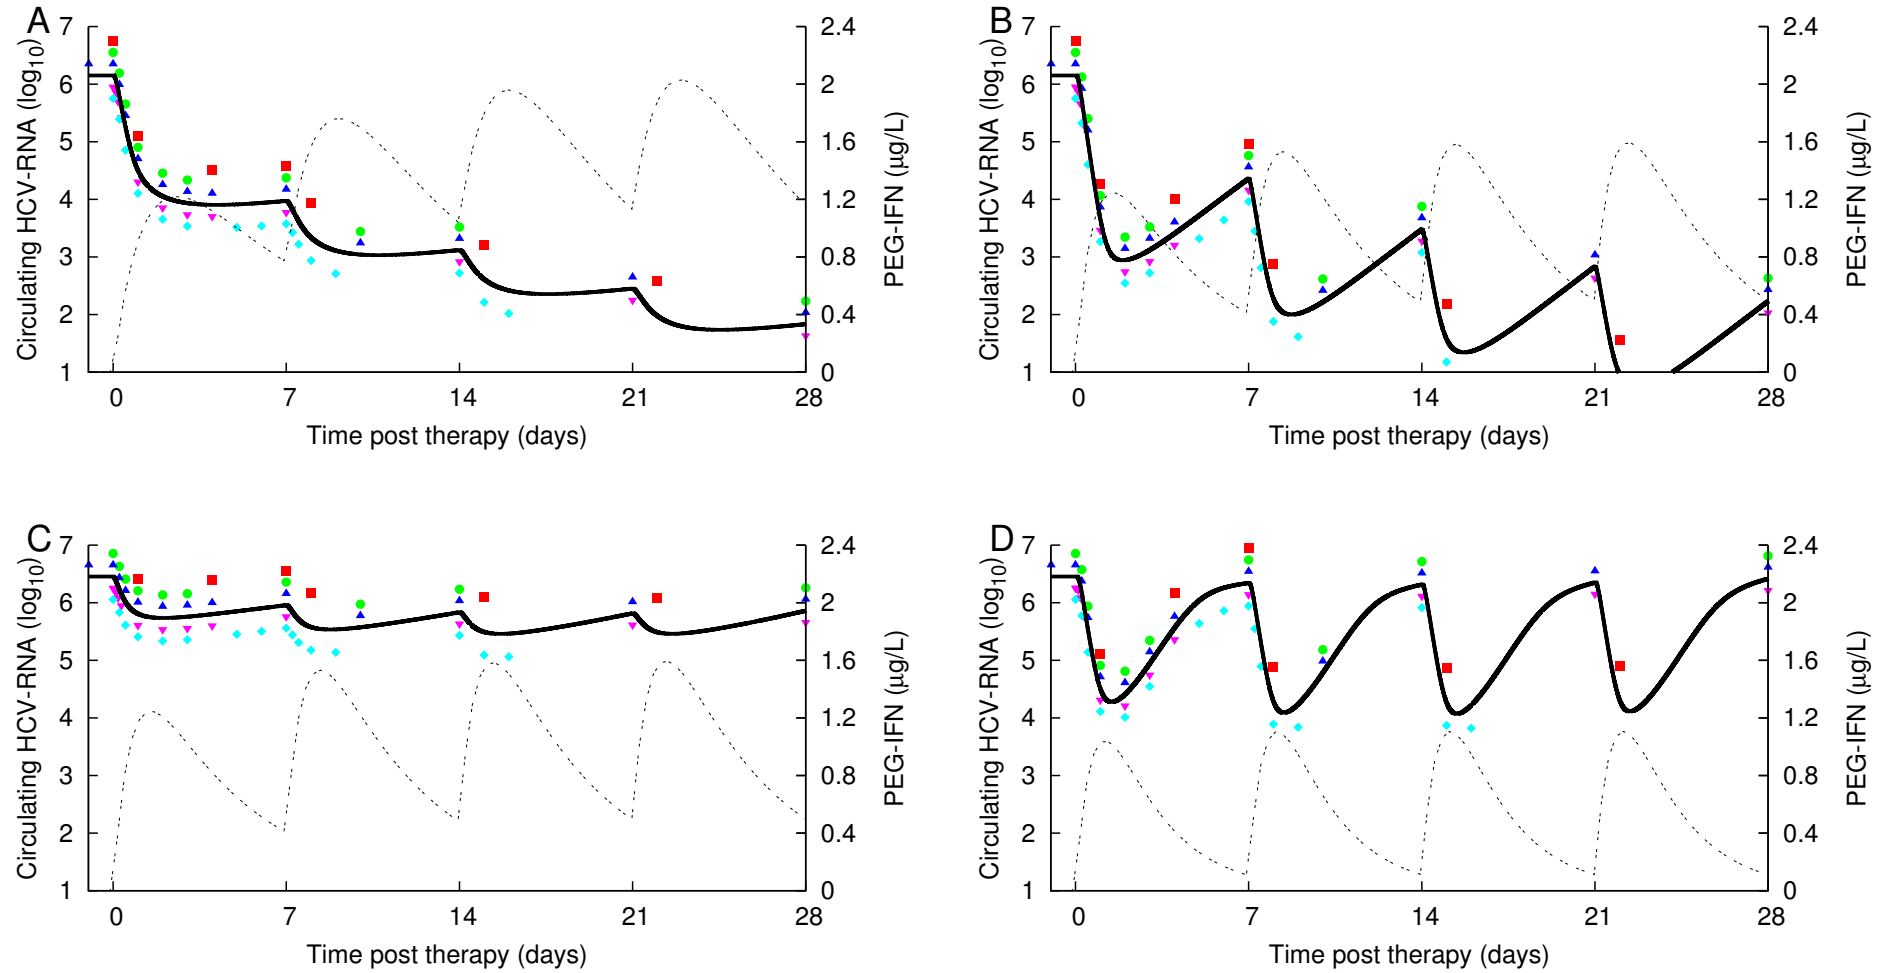 A
7
6
5
4
3
2
1
Circulating HCV-RNA (log10)
2.4
2
1.6
1.2
0.8
0.4
0
PEG-IFN (μg/L)
0 7 14 21 28
Time post therapy (days)
B
7
6
5
4
3
2
1
Circulating HCV-RNA (log10)
2.4
2
1.6
1.2
0.8
0.4
0
PEG-IFN (μg/L)
0 7 14 21 28
Time post therapy (days)
C
7
6
5
4
3
2
1
Circulating HCV-RNA (log10)
2.4
2
1.6
1.2
0.8
0.4
0
PEG-IFN (μg/L)
0 7 14 21 28
Time post therapy (days)
D
7
6
5
4
3
2
1
Circulating HCV-RNA (log10)
2.4
2
1.6
1.2
0.8
0.4
0
PEG-IFN (μg/L)
0 7 14 21 28
Time post therapy (days)